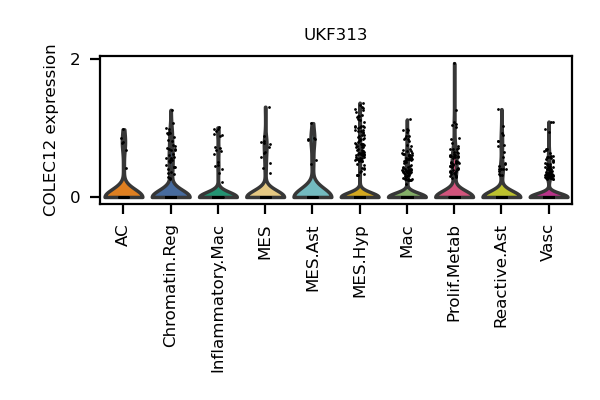 UKF313
COLEC12 expression
2
0
AC
Chromatin.Reg
Inflammatory.Mac
MES
MES.Ast
MES.Hyp
Mac
Prolif.Metab
Reactive.Ast
Vasc